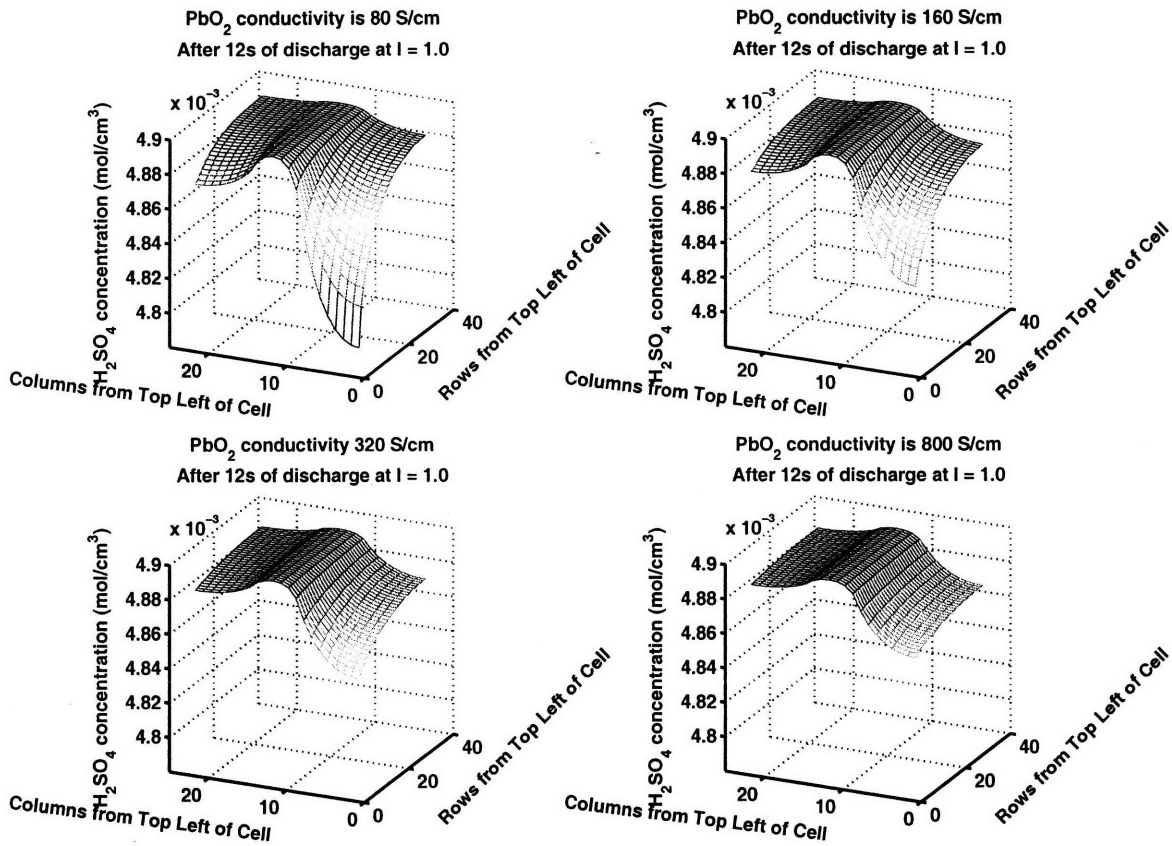 PbO2 conductivity is 80 S/cm
After 12s of discharge at I = 1.0
x 10−3
4.9
4.88
4.86
4.84
4.82
4.8
H2SO4 concentration (mol/cm3)
20
10
0
Columns from Top Left of Cell
0
20
40
Rows from Top Left of Cell
PbO2 conductivity is 160 S/cm
After 12s of discharge at I = 1.0
x 10−3
4.9
4.88
4.86
4.84
4.82
4.8
H2SO4 concentration (mol/cm3)
20
10
0
Columns from Top Left of Cell
0
20
40
Rows from Top Left of Cell
PbO2 conductivity 320 S/cm
After 12s of discharge at I = 1.0
x 10−3
4.9
4.88
4.86
4.84
4.82
4.8
H2SO4 concentration (mol/cm3)
20
10
0
Columns from Top Left of Cell
0
20
40
Rows from Top Left of Cell
PbO2 conductivity is 800 S/cm
After 12s of discharge at I = 1.0
x 10−3
4.9
4.88
4.86
4.84
4.82
4.8
H2SO4 concentration (mol/cm3)
20
10
0
Columns from Top Left of Cell
0
20
40
Rows from Top Left of Cell